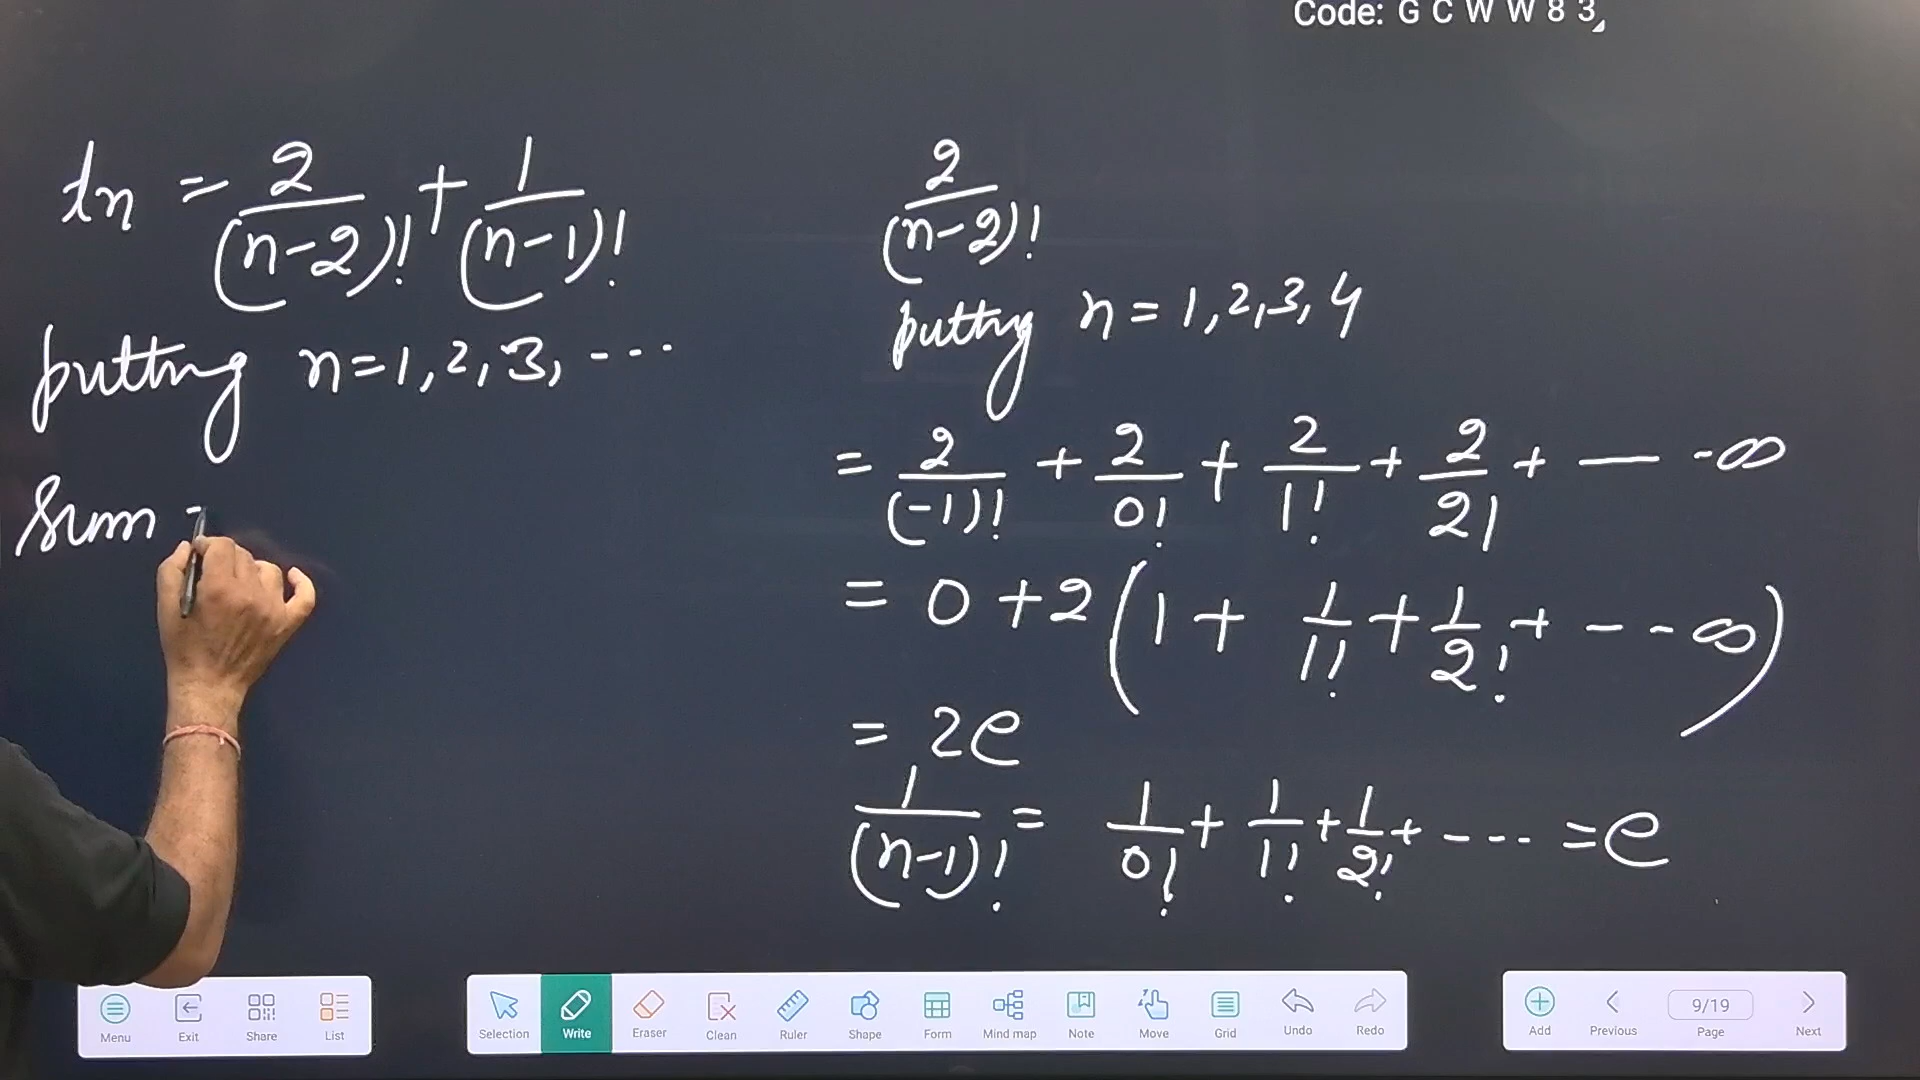 Code: G C W W 8 3
tn = 2/(n-2)! + 1/(n-1)!
putting n=1,2,3, ---
Sum =
2/(n-2)!
putting n=1,2,3,4
= 2/(-1)! + 2/0! + 2/1! + 2/2! + — -∞
= 0+2(1 + 1/1! + 1/2! + - - ∞)
= 2e
1/(n-1)! = 1/0! + 1/1! + 1/2! + ---- = e
Menu Exit Share List
Selection Write Eraser Clean Ruler Shape Form Mind map Note Move Grid Undo Redo
Add Previous 9/19 Page Next